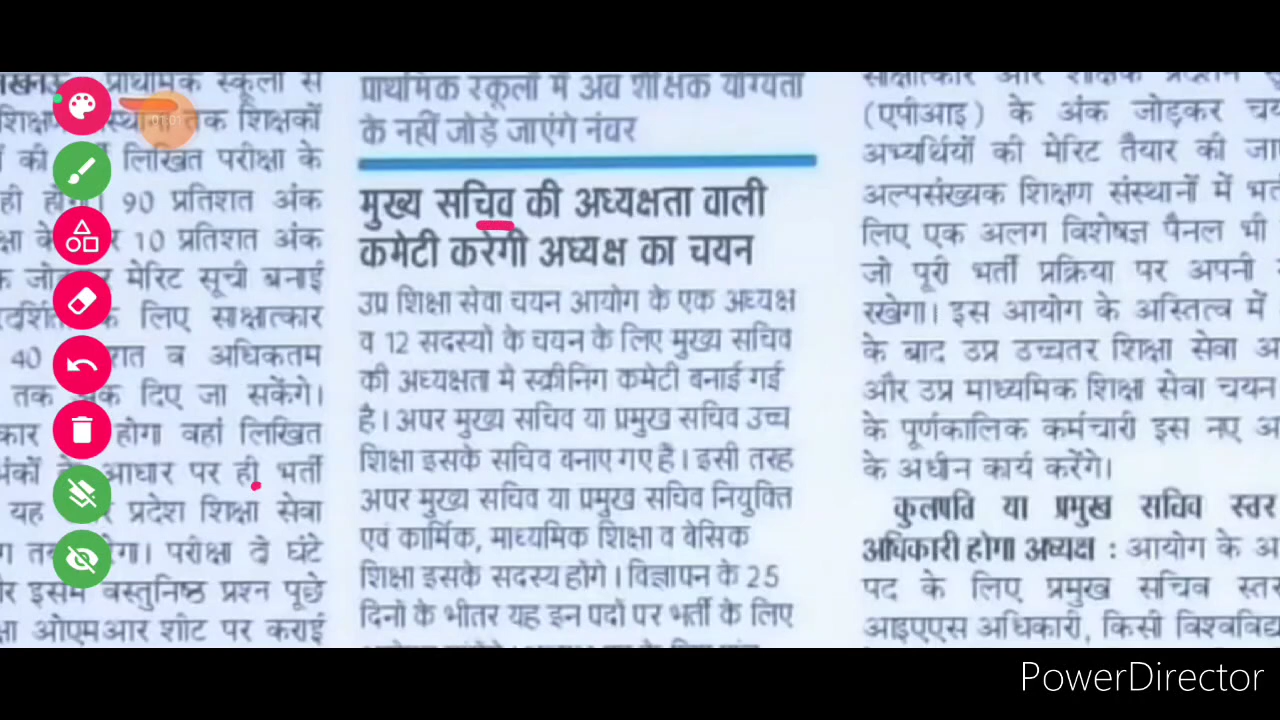 प्राथमिक स्कूलों से
तक शिक्षकों
की लिखित परीक्षा के
ही 90 प्रतिशत अंक
10 प्रतिशत अंक
मेरिट सूची बनाई
के लिए साक्षात्कार
40 व अधिकतम
तक अंक दिए जा सकेंगे।
होगा वहां लिखित
आधार पर ही भर्ती
यह प्रदेश शिक्षा सेवा
परीक्षा दो घंटे
इसमें वस्तुनिष्ठ प्रश्न पूछे
ओएमआर शीट पर कराई
प्राथमिक स्कूलों में अब शैक्षिक योग्यता
के नहीं जोड़े जाएंगे नंबर
मुख्य सचिव की अध्यक्षता वाली
कमेटी करेगी अध्यक्ष का चयन
उप्र शिक्षा सेवा चयन आयोग के एक अध्यक्ष
व 12 सदस्यों के चयन के लिए मुख्य सचिव
की अध्यक्षता में स्क्रीनिंग कमेटी बनाई गई
है। अपर मुख्य सचिव या प्रमुख सचिव उच्च
शिक्षा इसके सचिव बनाए गए हैं। इसी तरह
अपर मुख्य सचिव या प्रमुख सचिव नियुक्ति
एवं कार्मिक, माध्यमिक शिक्षा व बेसिक
शिक्षा इसके सदस्य होंगे। विज्ञापन के 25
दिनों के भीतर यह इन पदों पर भर्ती के लिए
साक्षात्कार और
(एपीआइ) के अंक जोड़कर
अभ्यर्थियों की मेरिट तैयार की
अल्पसंख्यक शिक्षण संस्थानों में
लिए एक अलग विशेषज्ञ पैनल भी
जो पूरी भर्ती प्रक्रिया पर अपनी
रखेगा। इस आयोग के अस्तित्व में
के बाद उप्र उच्चतर शिक्षा सेवा
और उप्र माध्यमिक शिक्षा सेवा चयन
के पूर्णकालिक कर्मचारी इस नए
के अधीन कार्य करेंगे।
कुलपति या प्रमुख सचिव स्तर
अधिकारी होगा अध्यक्ष : आयोग के
पद के लिए प्रमुख सचिव स्तर
आइएएस अधिकारी, किसी
PowerDirector